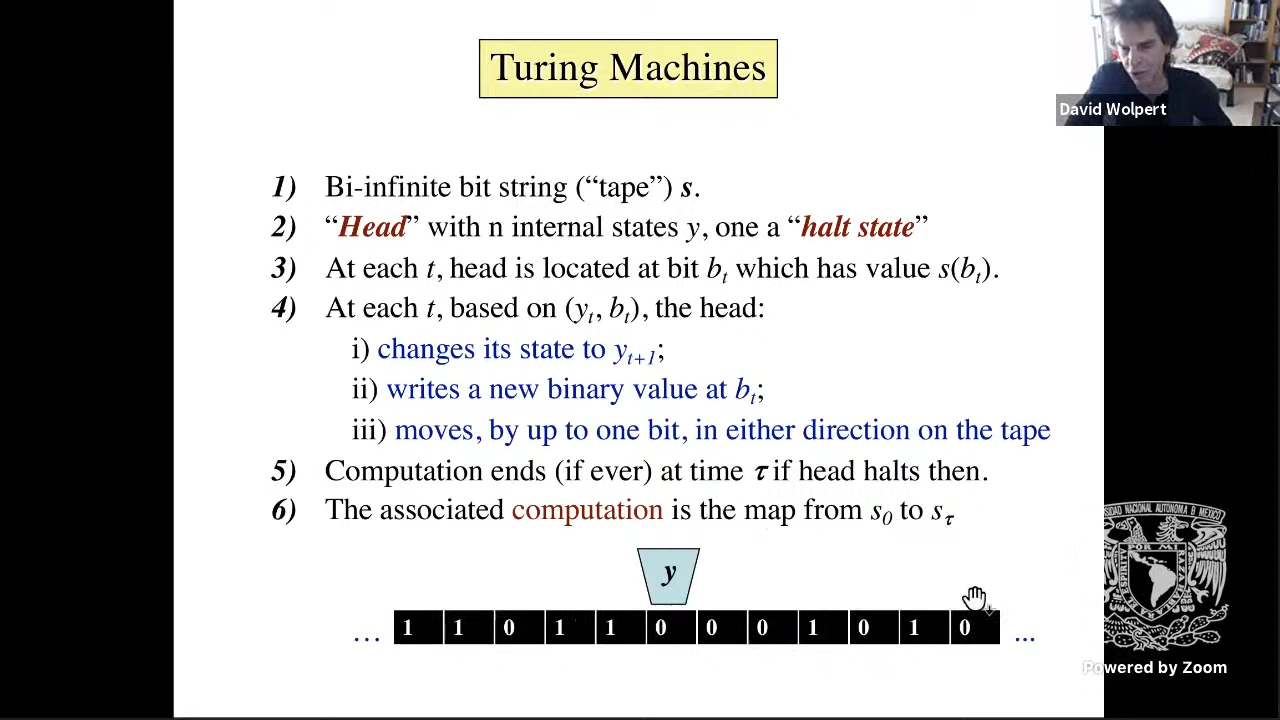 Turing Machines
David Wolpert
1) Bi-infinite bit string (“tape”) s.
2) “Head” with n internal states y, one a “halt state”
3) At each t, head is located at bit bt which has value s(bt).
4) At each t, based on (yt, bt), the head:
i) changes its state to yt+1;
ii) writes a new binary value at bt;
iii) moves, by up to one bit, in either direction on the tape
5) Computation ends (if ever) at time τ if head halts then.
6) The associated computation is the map from s0 to sτ
y
... 1 1 0 1 1 0 0 0 1 0 1 0 ...
NACIONAL AUTONOMA
POR MI
Powered by Zoom